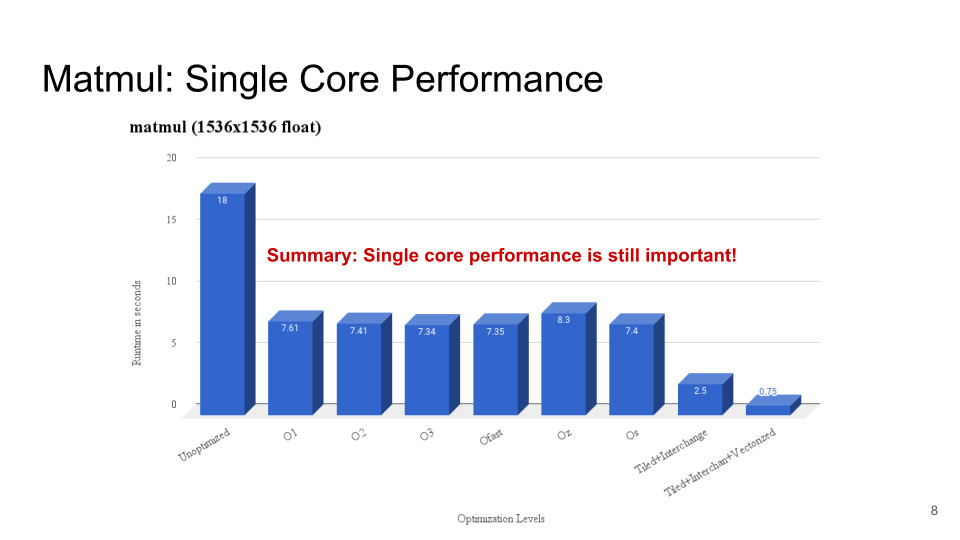 Matmul: Single Core Performance
matmul (1536x1536 float)
20
15
10
5
0
Runtime in seconds
Summary: Single core performance is still important!
18
7.61
7.41
7.34
7.35
8.3
7.4
2.5
0.75
Unoptimized
O1
O2
O3
Ofast
Oz
Os
Tiled+Interchange
Tiled+Interchan+Vectorized
Optimization Levels
8